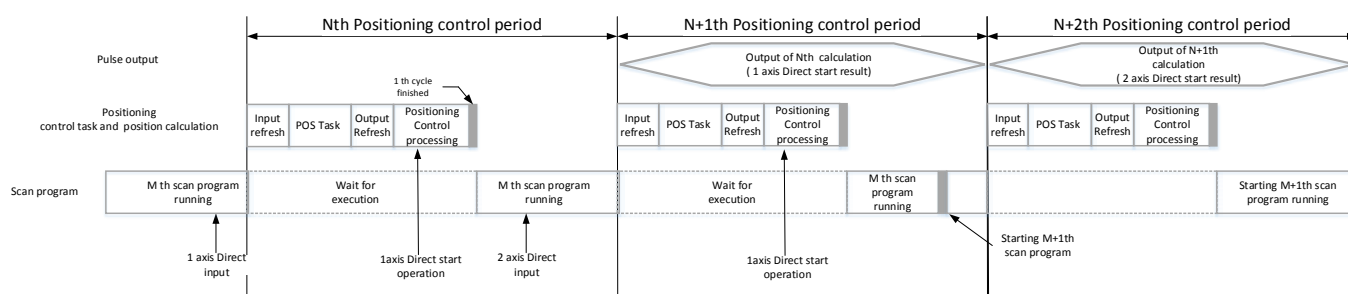 Nth Positioning control period
N+1th Positioning control period
N+2th Positioning control period
Pulse output
Output of Nth calculation
( 1 axis Direct start result)
Output of N+1th
calculation
( 2 axis Direct start result)
1 th cycle
finished
Positioning
control task and position calculation
Input
refresh
POS Task
Output
Refresh
Positioning
Control
processing
Input
refresh
POS Task
Output
Refresh
Positioning
Control
processing
Input
refresh
POS Task
Output
Refresh
Positioning
Control
processing
Scan program
M th scan program
running
Wait for
execution
M th scan program
running
Wait for
execution
M th scan
program
running
Starting M+1th scan
program running
1 axis Direct
input
1axis Direct start
operation
2 axis Direct
input
1axis Direct start
operation
Starting M+1th
scan program